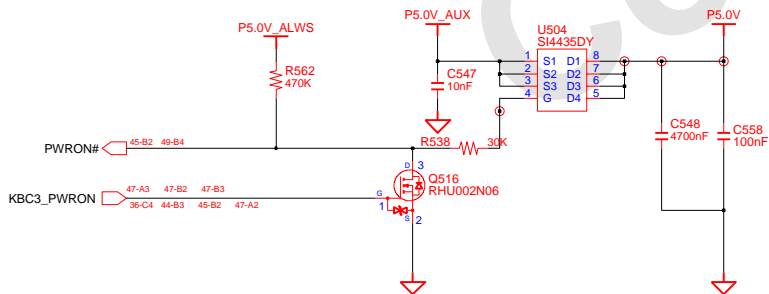 P5.0V_ALWS
P5.0V_AUX
P5.0V
U504
SI4435DY
R562
470K
C547
10nF
1 S1 D1 8
2 S2 D2 7
3 S3 D3 6
4 G D4 5
C548
4700nF
C558
100nF
R538
30K
PWRON#
45-B2 49-B4
D 3
Q516
RHU002N06
KBC3_PWRON
47-A3 47-B2 47-B3
36-C4 44-B3 45-B2 47-A2
G
1
S 2